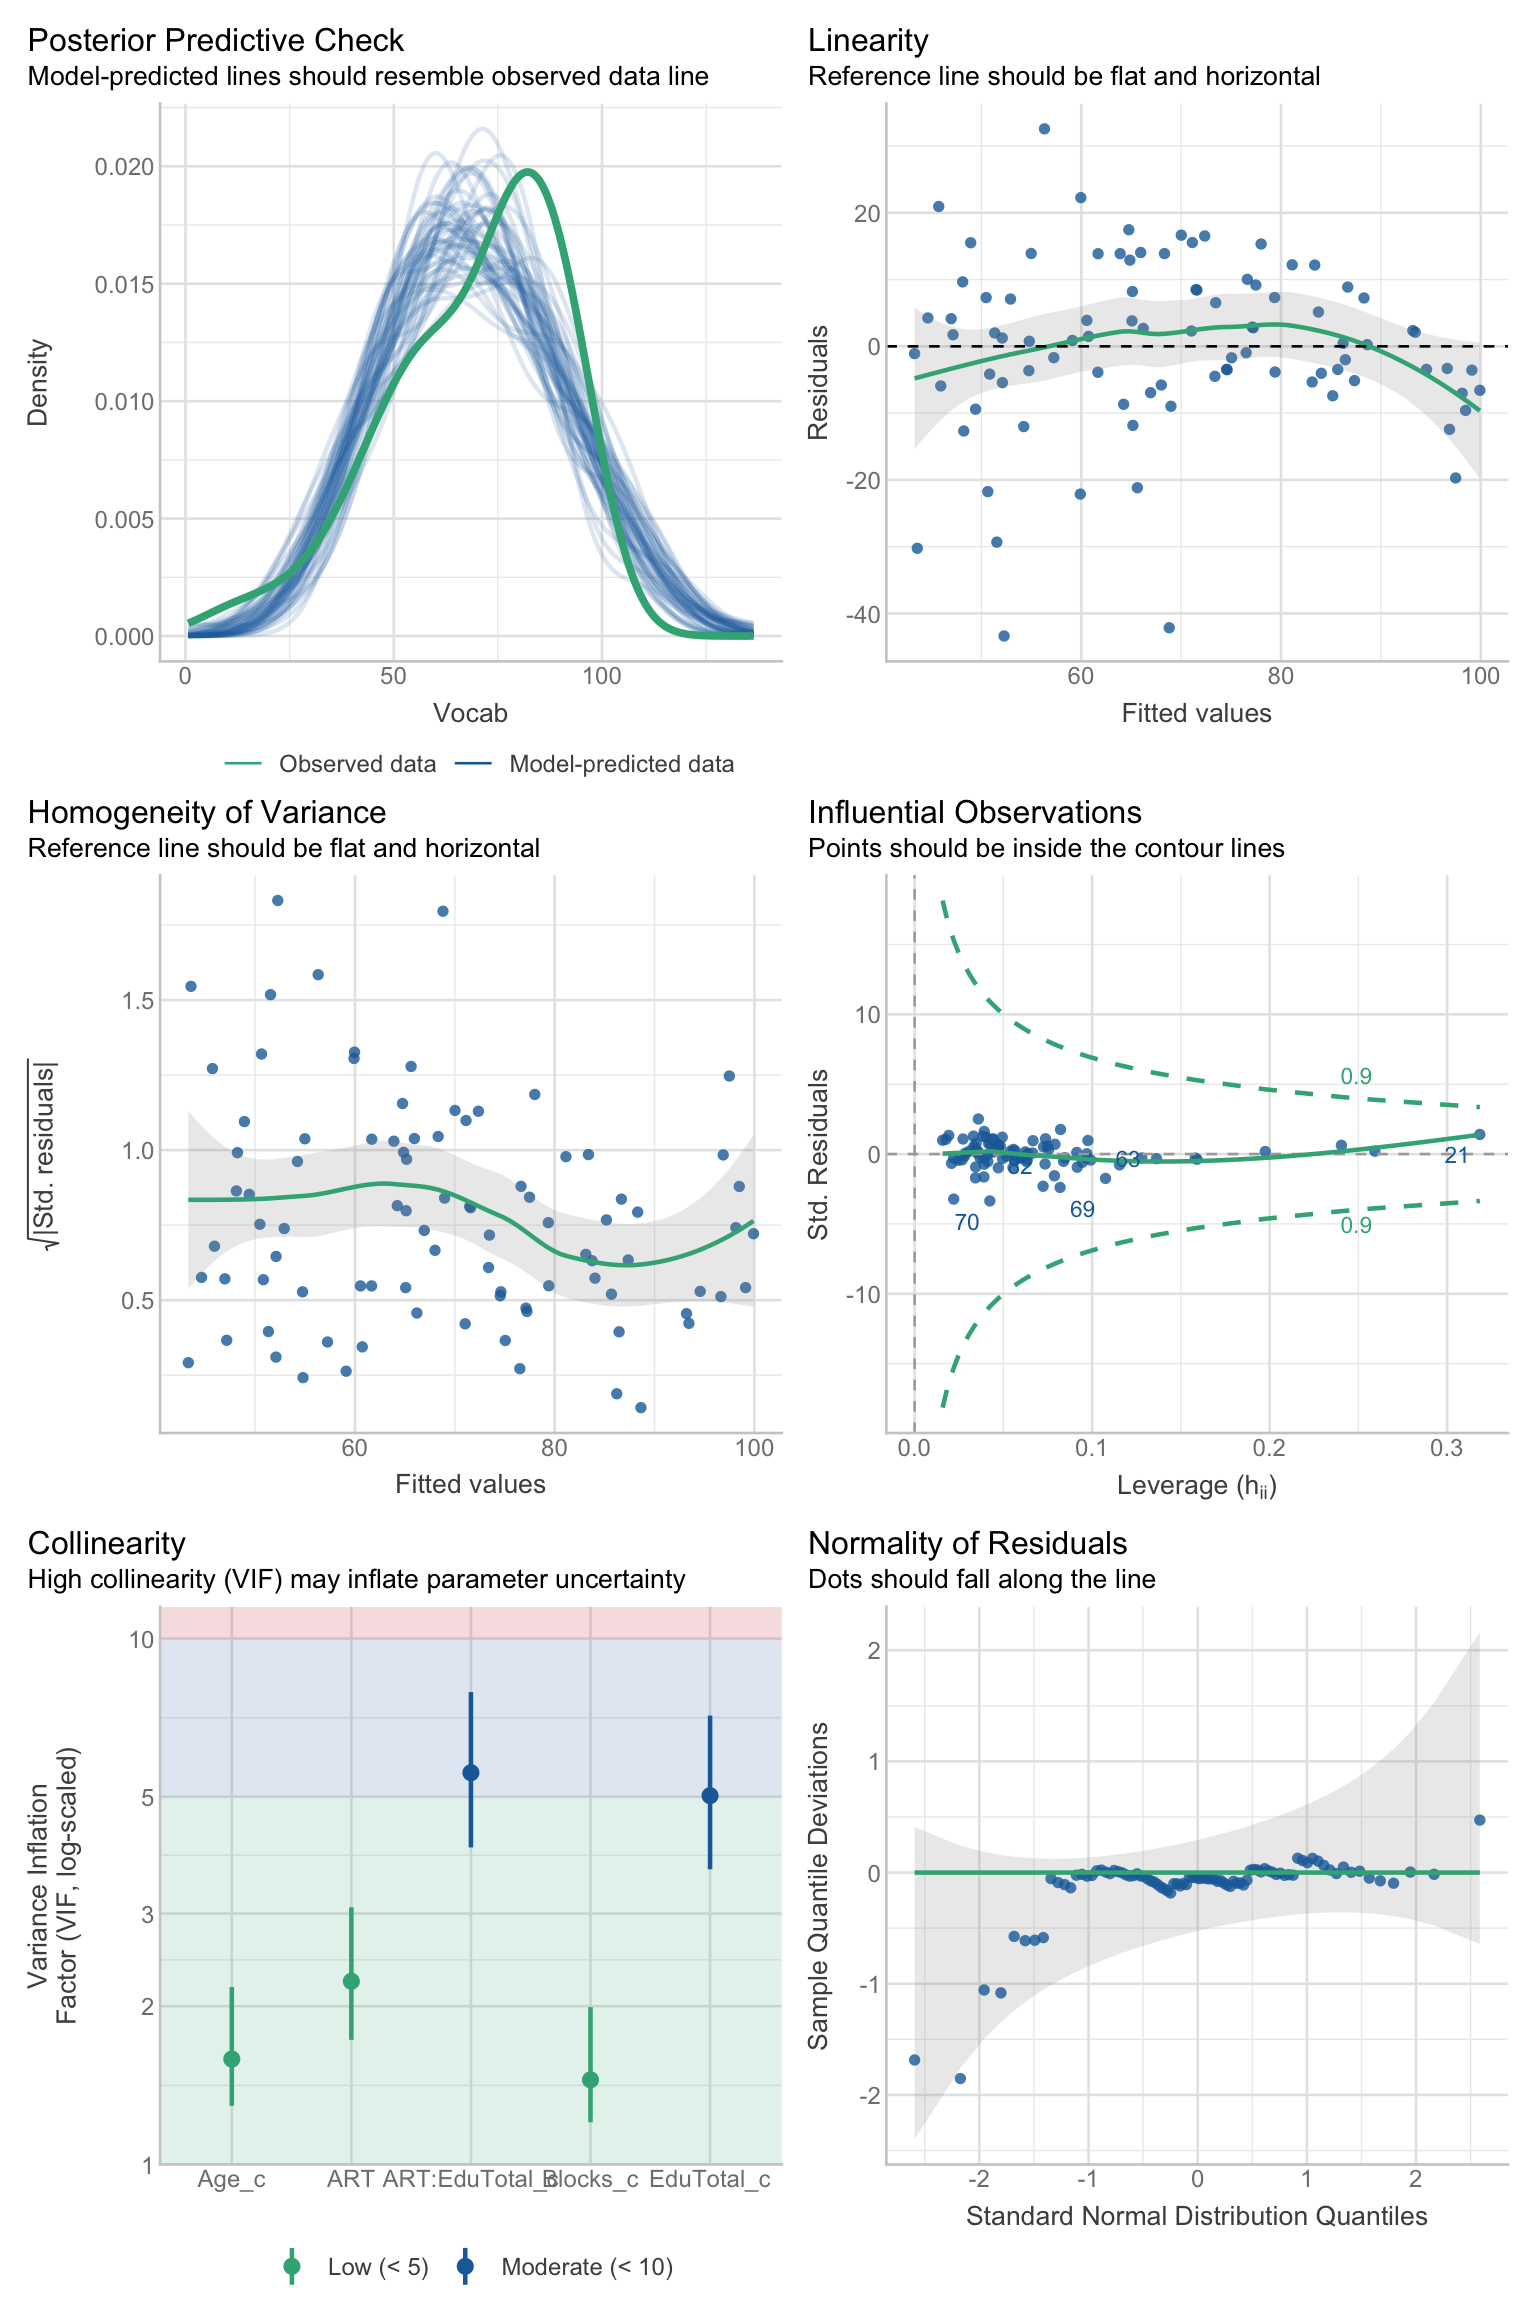 Posterior Predictive Check
Model-predicted lines should resemble observed data line
0.020
0.015
0.010
0.005
0.000
Density
0
50
100
Vocab
Observed data
Model-predicted data
Linearity
Reference line should be flat and horizontal
20
0
-20
-40
Residuals
60
80
100
Fitted values
Homogeneity of Variance
Reference line should be flat and horizontal
1.5
1.0
0.5
√|Std. residuals|
60
80
100
Fitted values
Influential Observations
Points should be inside the contour lines
10
0
-10
Std. Residuals
0.9
0.9
82
63
21
70
69
0.0
0.1
0.2
0.3
Leverage (hii)
Collinearity
High collinearity (VIF) may inflate parameter uncertainty
10
5
3
2
1
Variance Inflation
Factor (VIF, log-scaled)
Age_c
ART
ART:EduTotal_c
Blocks_c
EduTotal_c
Low (< 5)
Moderate (< 10)
Normality of Residuals
Dots should fall along the line
2
1
0
-1
-2
Sample Quantile Deviations
-2
-1
0
1
2
Standard Normal Distribution Quantiles